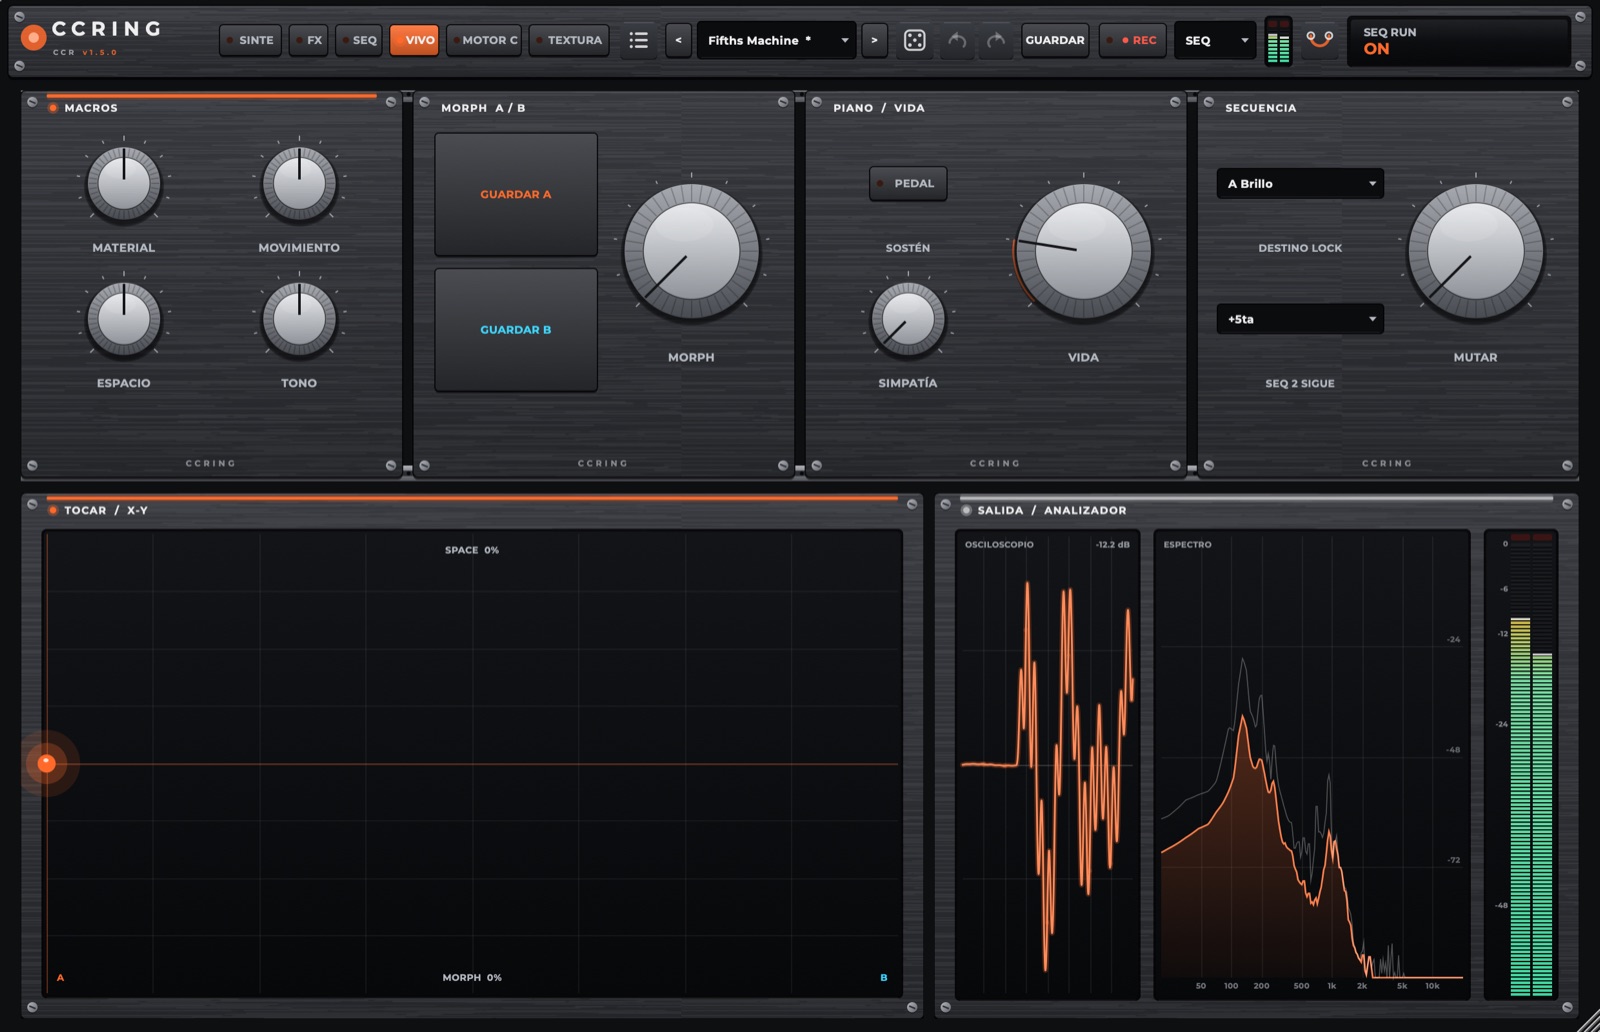 CCRING
CCR v1.5.0
SINTE FX SEQ VIVO MOTOR C TEXTURA < Fifths Machine * > GUARDAR REC SEQ
SEQ RUN
ON
MACROS
MATERIAL MOVIMIENTO
ESPACIO TONO
CCRING
MORPH A / B
GUARDAR A
GUARDAR B
MORPH
CCRING
PIANO / VIDA
PEDAL
SOSTÉN
SIMPATÍA
VIDA
CCRING
SECUENCIA
A Brillo
DESTINO LOCK
+5ta
SEQ 2 SIGUE
MUTAR
CCRING
TOCAR / X-Y
SPACE 0%
A MORPH 0% B
SALIDA / ANALIZADOR
OSCILOSCOPIO -12.2 dB
ESPECTRO
-24
-48
-72
50 100 200 500 1k 2k 5k 10k
0
-6
-12
-24
-48